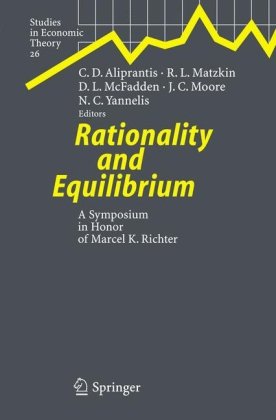 Studies in Economic
Theory
26
C. D. Aliprantis · R. L. Matzkin
D. L. McFadden · J. C. Moore
N. C. Yannelis
Editors
Rationality
and
Equilibrium
A Symposium
in Honor
of Marcel K. Richter
Springer